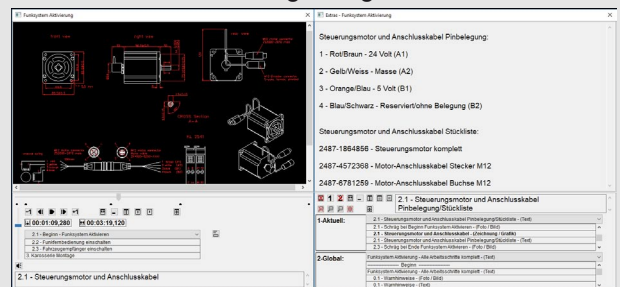 Funksystem Aktivierung
00:01:09,280
00:03:19,120
2.1 - Beginn - Funksystem Aktivieren
2.2 - Funkfernbedienung einschalten
2.3 - Fahrzeugempfänger einschalten
3. Karosserie Montage
2.1 - Steuerungsmotor und Anschlusskabel
Extras - Funksystem Aktivierung
Steuerungsmotor und Anschlusskabel Pinbelegung:
1 - Rot/Braun - 24 Volt (A1)
2 - Gelb/Weiss - Masse (A2)
3 - Orange/Blau - 5 Volt (B1)
4 - Blau/Schwarz - Reserviert/ohne Belegung (B2)
Steuerungsmotor und Anschlusskabel Stückliste:
2487-1864856 - Steuerungsmotor komplett
2487-4572368 - Motor-Anschlusskabel Stecker M12
2487-6781259 - Motor-Anschlusskabel Buchse M12
2.1 - Steuerungsmotor und Anschlusskabel
Pinbelegung/Stückliste
1-Aktuell:
2.1 - Steuerungsmotor und Anschlusskabel Pinbelegung/Stückliste - (Text)
2.1 - Schräg bei Beginn Funksystem Aktivieren - (Foto / Bild)
2.1 - Steuerungsmotor und Anschlusskabel - (Zeichnung / Grafik)
2.1 - Steuerungsmotor und Anschlusskabel Pinbelegung/Stückliste - (Text)
2.3 - Schräg bei Ende Funksystem Aktivieren - (Foto / Bild)
2-Global:
Funksystem Aktivierung - Alle Arbeitsschritte komplett - (Text)
Beginn:
Funksystem Aktivierung - Alle Arbeitsschritte komplett - (Text)
0.1 - Warnhinweise - (Foto / Bild)
0.1 - Warnhinweise - (Text)